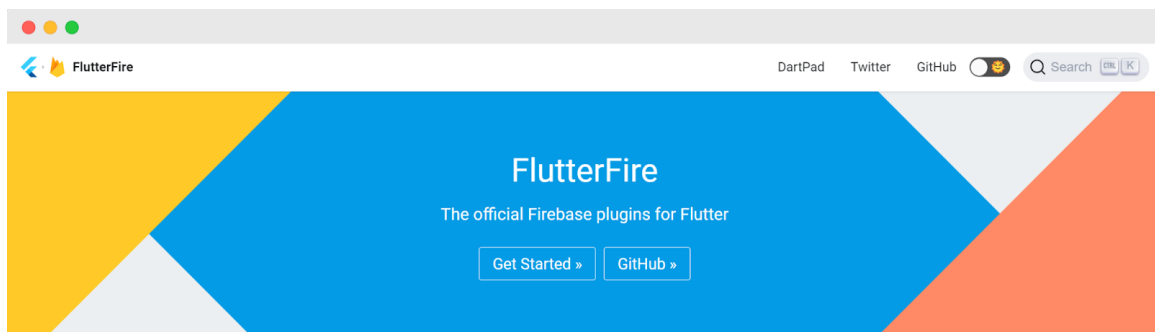 FlutterFire
DartPad Twitter GitHub Search CTRL K
FlutterFire
The official Firebase plugins for Flutter
Get Started » GitHub »